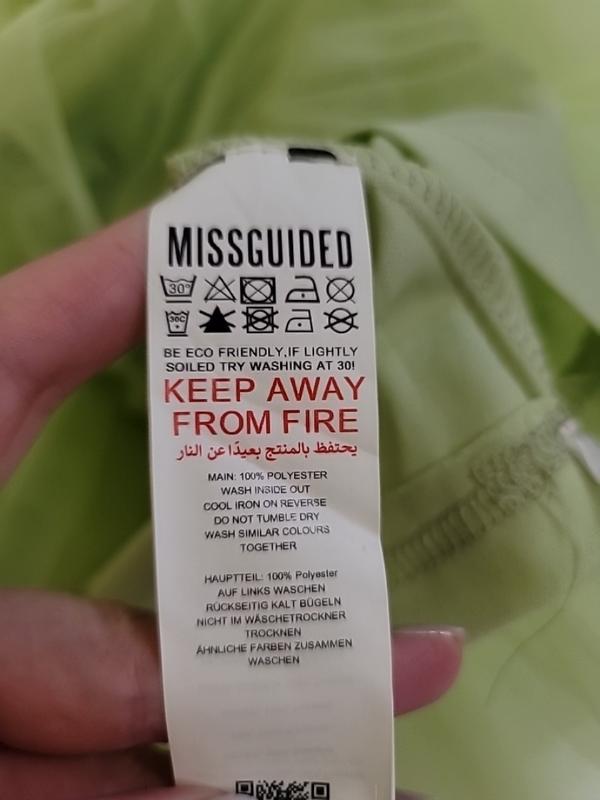 MISSGUIDED
30°
30C
BE ECO FRIENDLY,IF LIGHTLY
SOILED TRY WASHING AT 30!
KEEP AWAY
FROM FIRE
يحتفظ بالمنتج بعيدًا عن النار
MAIN: 100% POLYESTER
WASH INSIDE OUT
COOL IRON ON REVERSE
DO NOT TUMBLE DRY
WASH SIMILAR COLOURS
TOGETHER
HAUPTTEIL: 100% Polyester
AUF LINKS WASCHEN
RÜCKSEITIG KALT BÜGELN
NICHT IM WÄSCHETROCKNER
TROCKNEN
ÄHNLICHE FARBEN ZUSAMMEN
WASCHEN